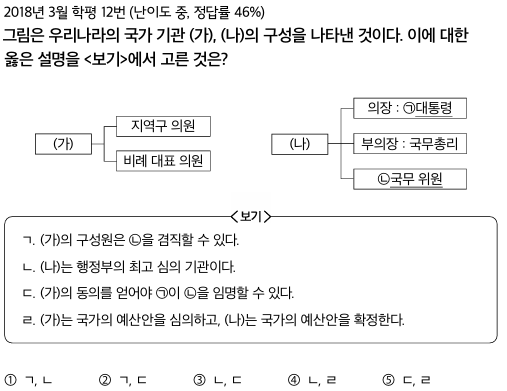 2018년 3월 학평 12번 (난이도 중, 정답률 46%)
그림은 우리나라의 국가 기관 (가), (나)의 구성을 나타낸 것이다. 이에 대한
옳은 설명을 <보기>에서 고른 것은?
(가)
지역구 의원
비례 대표 의원
(나)
의장 : ㉠대통령
부의장 : 국무총리
㉡국무 위원
<보기>
ㄱ. (가)의 구성원은 ㉡을 겸직할 수 있다.
ㄴ. (나)는 행정부의 최고 심의 기관이다.
ㄷ. (가)의 동의를 얻어야 ㉠이 ㉡을 임명할 수 있다.
ㄹ. (가)는 국가의 예산안을 심의하고, (나)는 국가의 예산안을 확정한다.
① ㄱ, ㄴ ② ㄱ, ㄷ ③ ㄴ, ㄷ ④ ㄴ, ㄹ ⑤ ㄷ, ㄹ